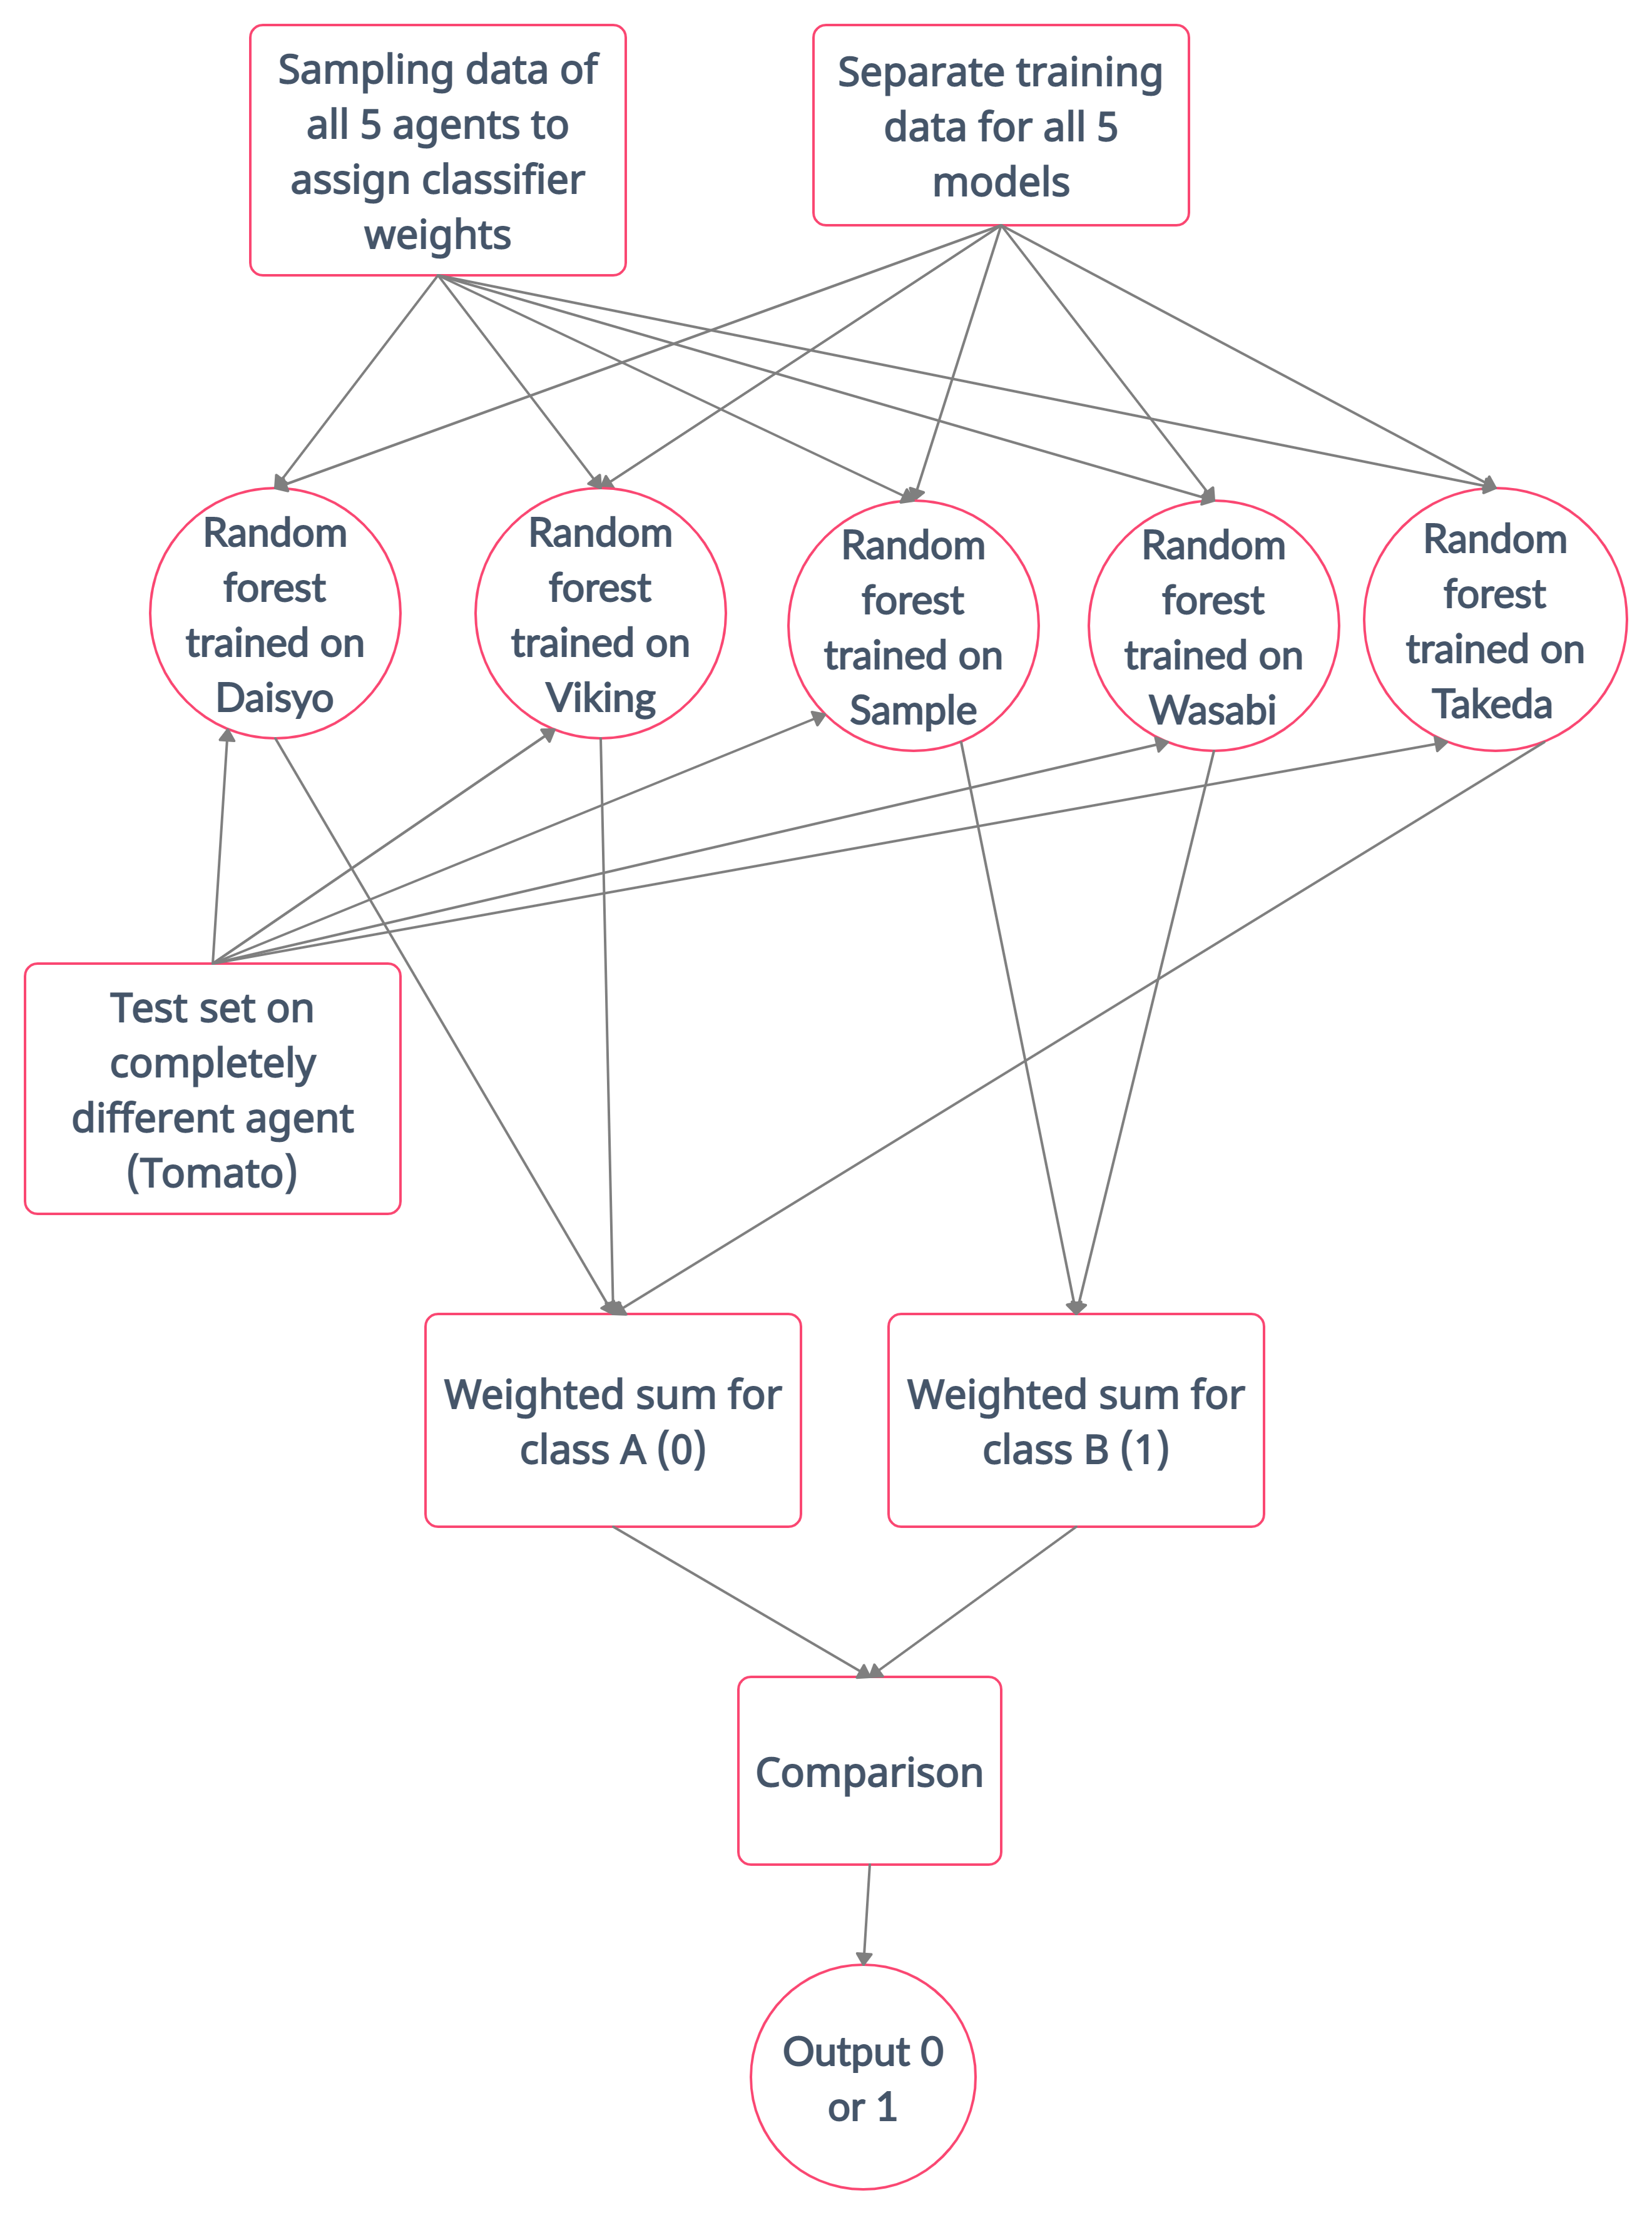 Sampling data of
all 5 agents to
assign classifier
weights
Separate training
data for all 5
models
Random
forest
trained on
Daisyo
Random
forest
trained on
Viking
Random
forest
trained on
Sample
Random
forest
trained on
Wasabi
Random
forest
trained on
Takeda
Test set on
completely
different agent
(Tomato)
Weighted sum for
class A (0)
Weighted sum for
class B (1)
Comparison
Output 0
or 1